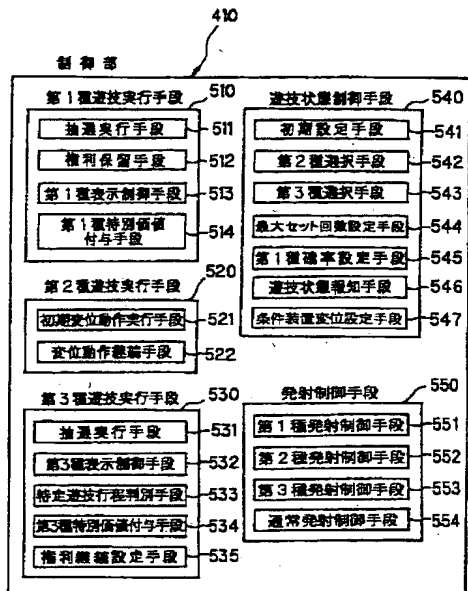 410
制御部
第1種遊技実行手段 510
抽選実行手段 511
権利保留手段 512
第1種表示制御手段 513
第1種特別価値
付与手段 514
第2種遊技実行手段 520
初期変位動作実行手段 521
変位動作継続手段 522
第3種遊技実行手段 530
抽選実行手段 531
第3種表示制御手段 532
特定遊技行程判別手段 533
第3種特別価値付与手段 534
権利継続設定手段 535
遊技状態制御手段 540
初期設定手段 541
第2種選択手段 542
第3種選択手段 543
最大セット回数設定手段 544
第1種確率設定手段 545
遊技状態報知手段 546
条件装置変位設定手段 547
発射制御手段 550
第1種発射制御手段 551
第2種発射制御手段 552
第3種発射制御手段 553
通常発射制御手段 554